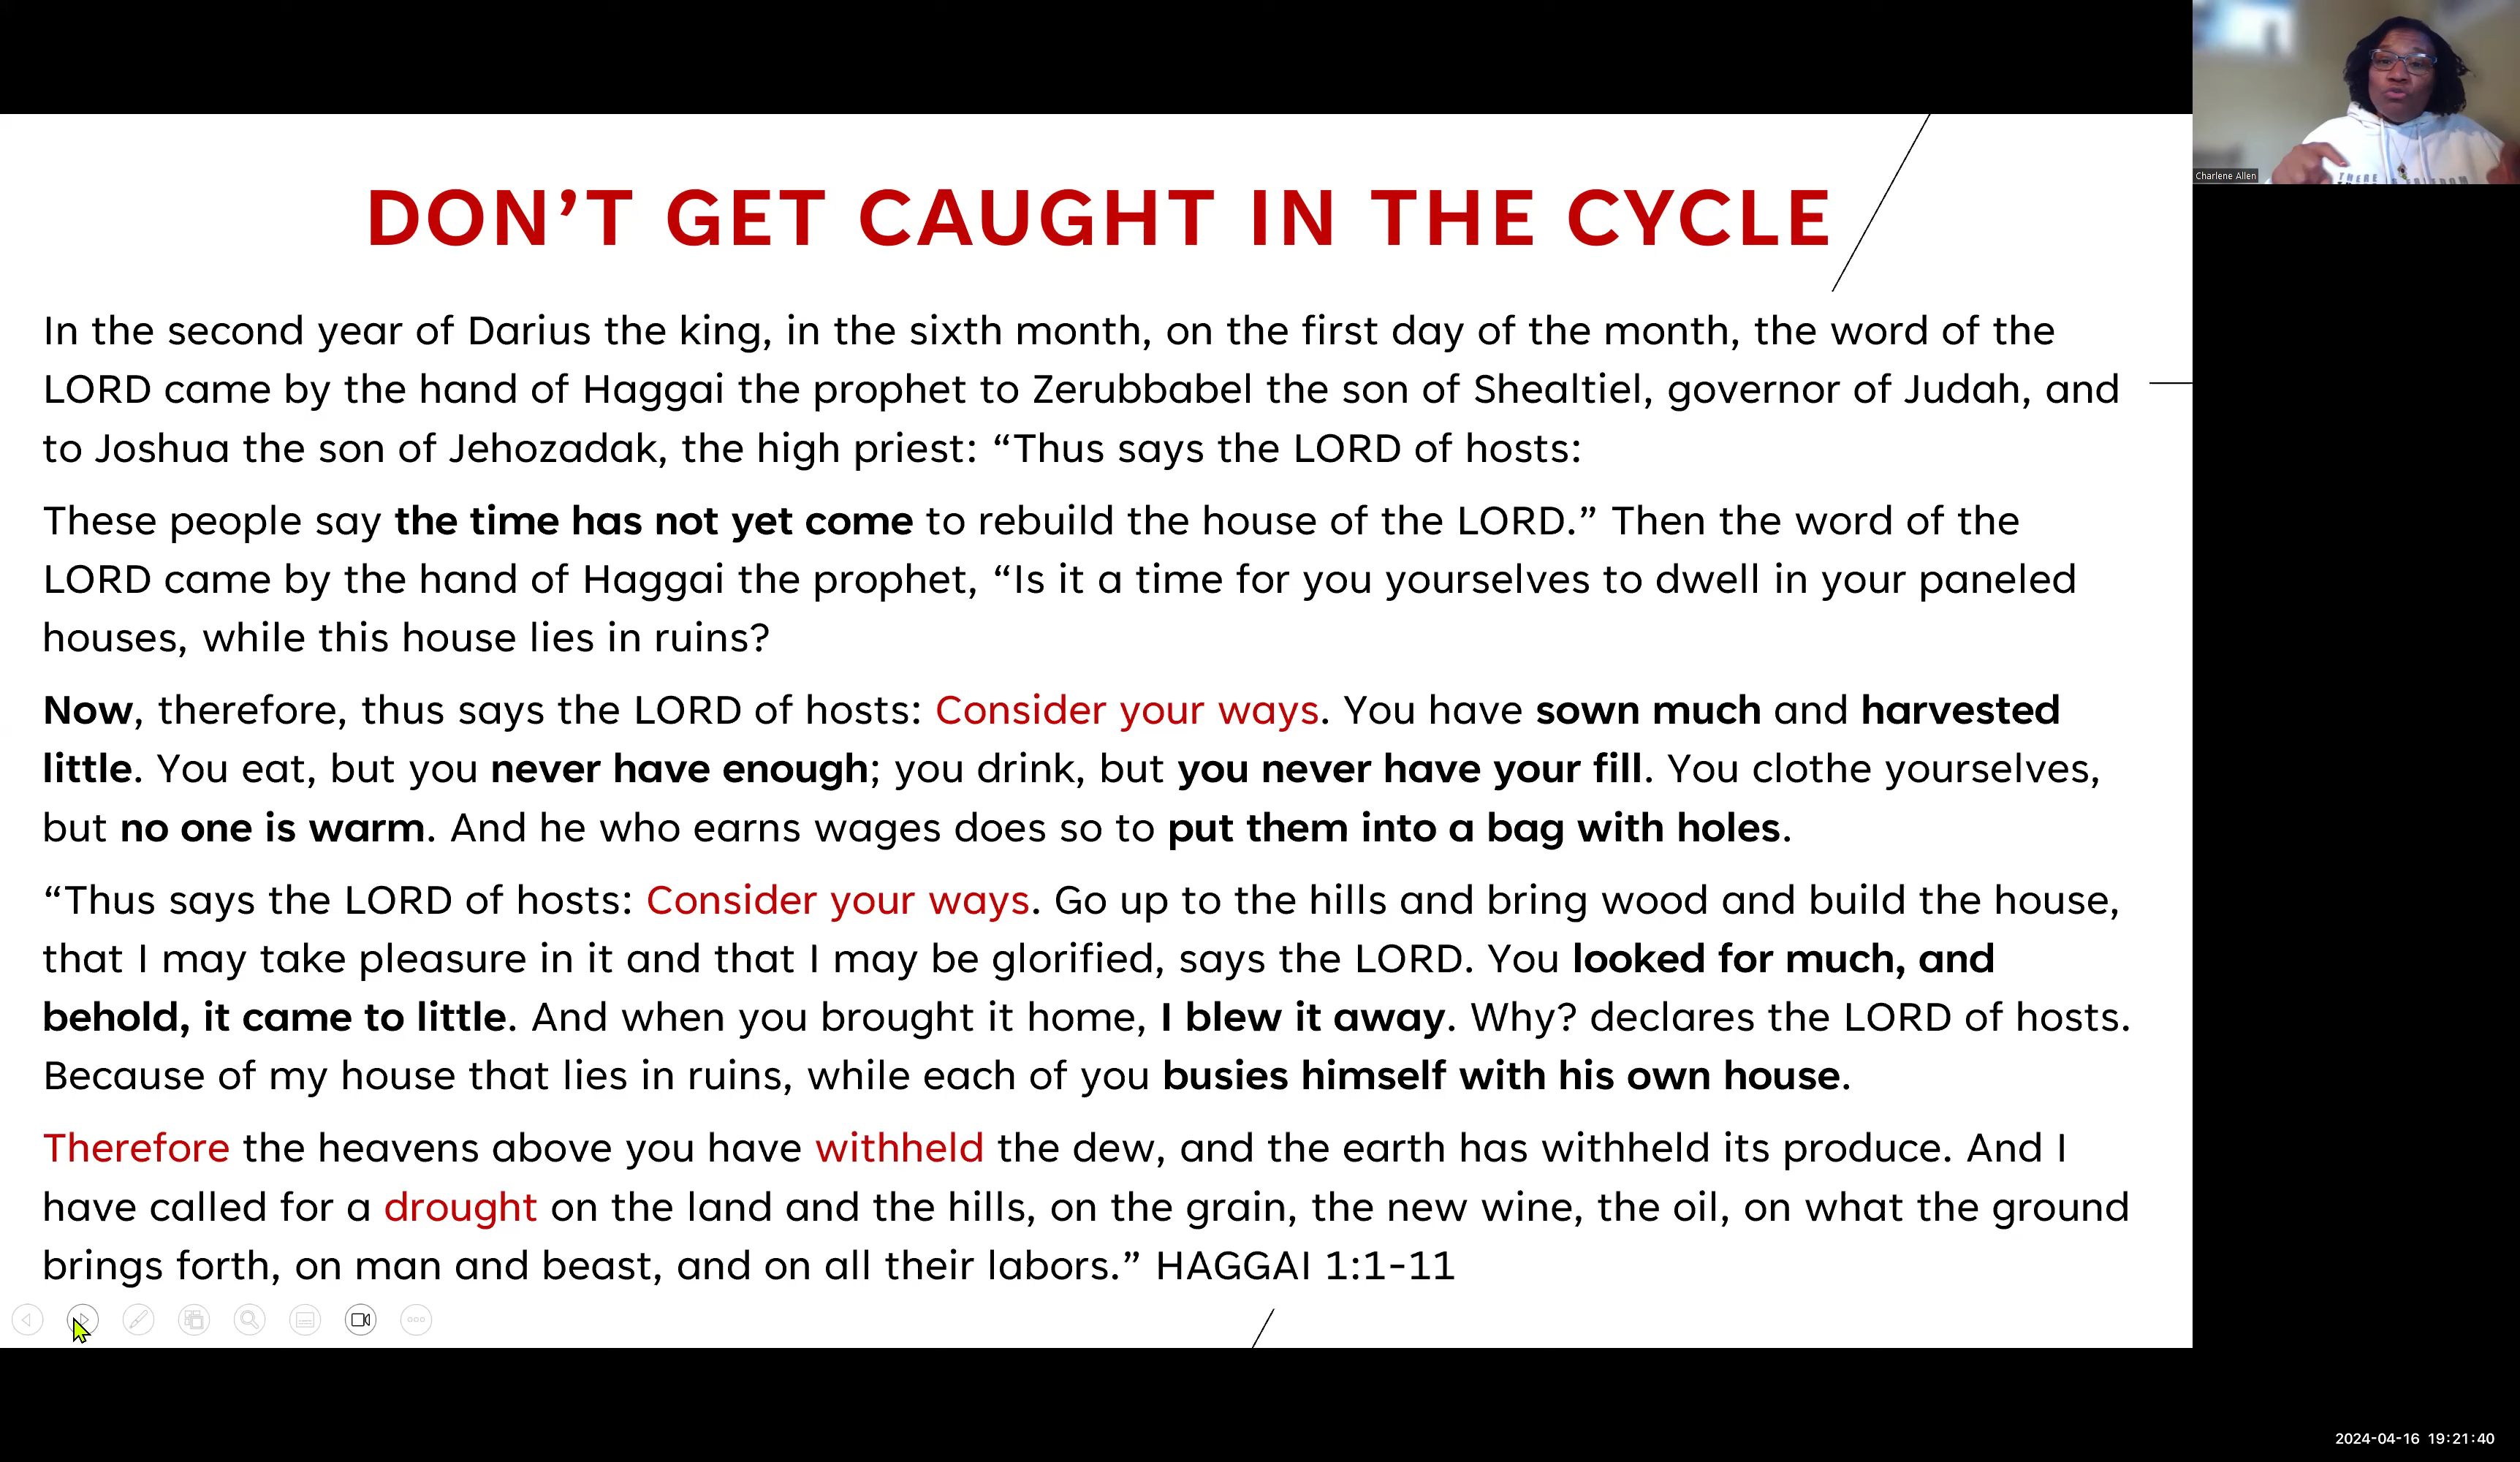 DON’T GET CAUGHT IN THE CYCLE
In the second year of Darius the king, in the sixth month, on the first day of the month, the word of the
LORD came by the hand of Haggai the prophet to Zerubbabel the son of Shealtiel, governor of Judah, and
to Joshua the son of Jehozadak, the high priest: “Thus says the LORD of hosts:
These people say the time has not yet come to rebuild the house of the LORD.” Then the word of the
LORD came by the hand of Haggai the prophet, “Is it a time for you yourselves to dwell in your paneled
houses, while this house lies in ruins?
Now, therefore, thus says the LORD of hosts: Consider your ways. You have sown much and harvested
little. You eat, but you never have enough; you drink, but you never have your fill. You clothe yourselves,
but no one is warm. And he who earns wages does so to put them into a bag with holes.
“Thus says the LORD of hosts: Consider your ways. Go up to the hills and bring wood and build the house,
that I may take pleasure in it and that I may be glorified, says the LORD. You looked for much, and
behold, it came to little. And when you brought it home, I blew it away. Why? declares the LORD of hosts.
Because of my house that lies in ruins, while each of you busies himself with his own house.
Therefore the heavens above you have withheld the dew, and the earth has withheld its produce. And I
have called for a drought on the land and the hills, on the grain, the new wine, the oil, on what the ground
brings forth, on man and beast, and on all their labors.” HAGGAI 1:1-11
Charlene Allen
THERE
2024-04-16 19:21:40